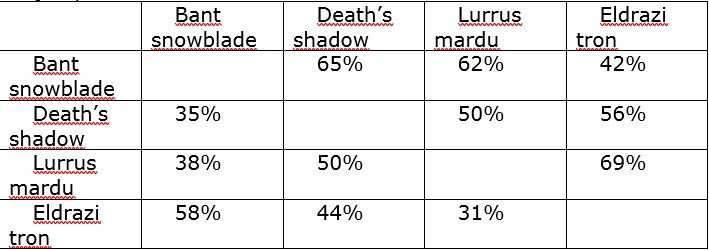 Bant Death's Lurrus Eldrazi
snowblade shadow mardu tron
Bant 65% 62% 42%
snowblade
Death's 35% 50% 56%
shadow
Lurrus 38% 50% 69%
mardu
Eldrazi 58% 44% 31%
tron